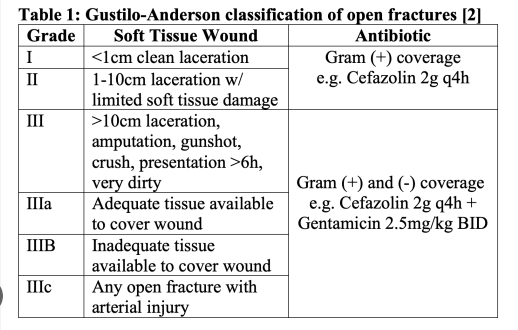 Table 1: Gustilo-Anderson classification of open fractures [2]
Grade Soft Tissue Wound Antibiotic
I <1cm clean laceration Gram (+) coverage
II 1-10cm laceration w/ e.g. Cefazolin 2g q4h
limited soft tissue damage
III >10cm laceration,
amputation, gunshot,
crush, presentation >6h,
very dirty Gram (+) and (-) coverage
IIIa Adequate tissue available e.g. Cefazolin 2g q4h +
to cover wound Gentamicin 2.5mg/kg BID
IIIB Inadequate tissue
available to cover wound
IIIc Any open fracture with
arterial injury